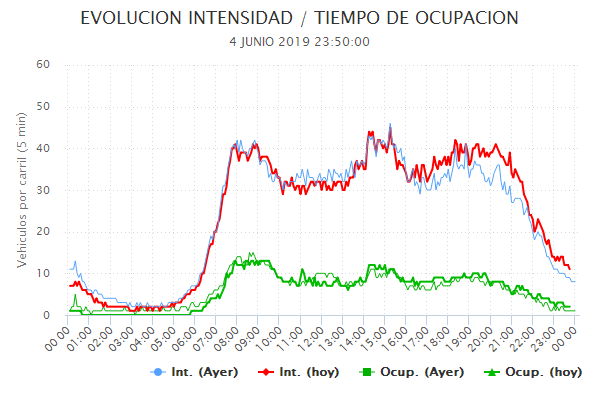 EVOLUCION INTENSIDAD / TIEMPO DE OCUPACION
4 JUNIO 2019 23:50:00
Vehiculos por carril (5 min)
60
50
40
30
20
10
0
00:00 01:00 02:00 03:00 04:00 05:00 06:00 07:00 08:00 09:00 10:00 11:00 12:00 13:00 14:00 15:00 16:00 17:00 18:00 19:00 20:00 21:00 22:00 23:00 00:00
Int. (Ayer) Int. (hoy) Ocup. (Ayer) Ocup. (hoy)